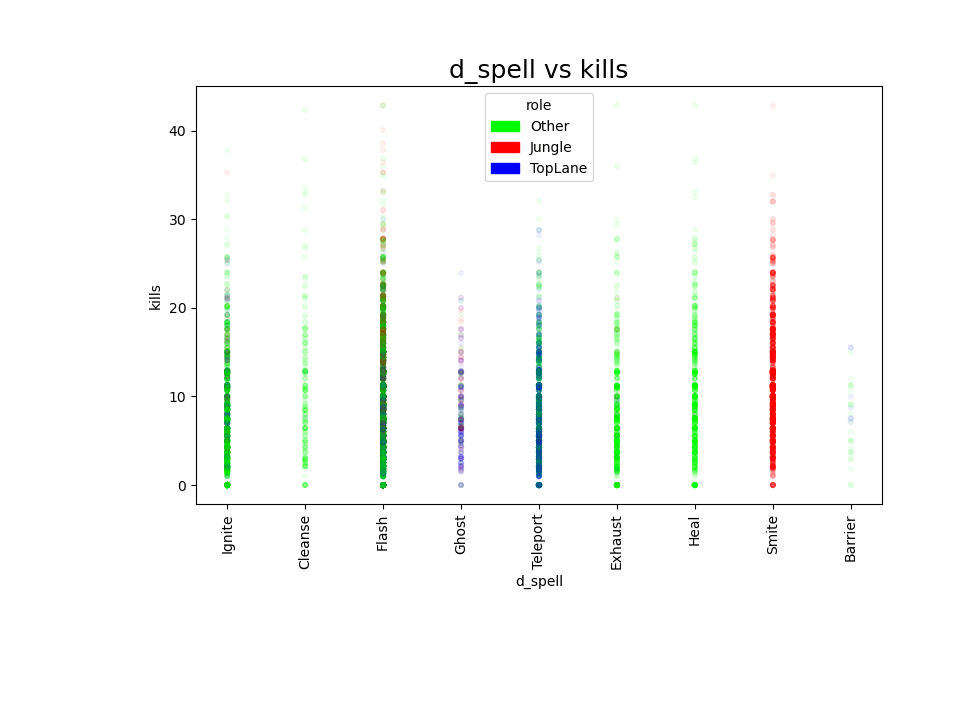 d_spell vs kills
role
Other
Jungle
TopLane
kills
40
30
20
10
0
Ignite
Cleanse
Flash
Ghost
Teleport
Exhaust
Heal
Smite
Barrier
d_spell